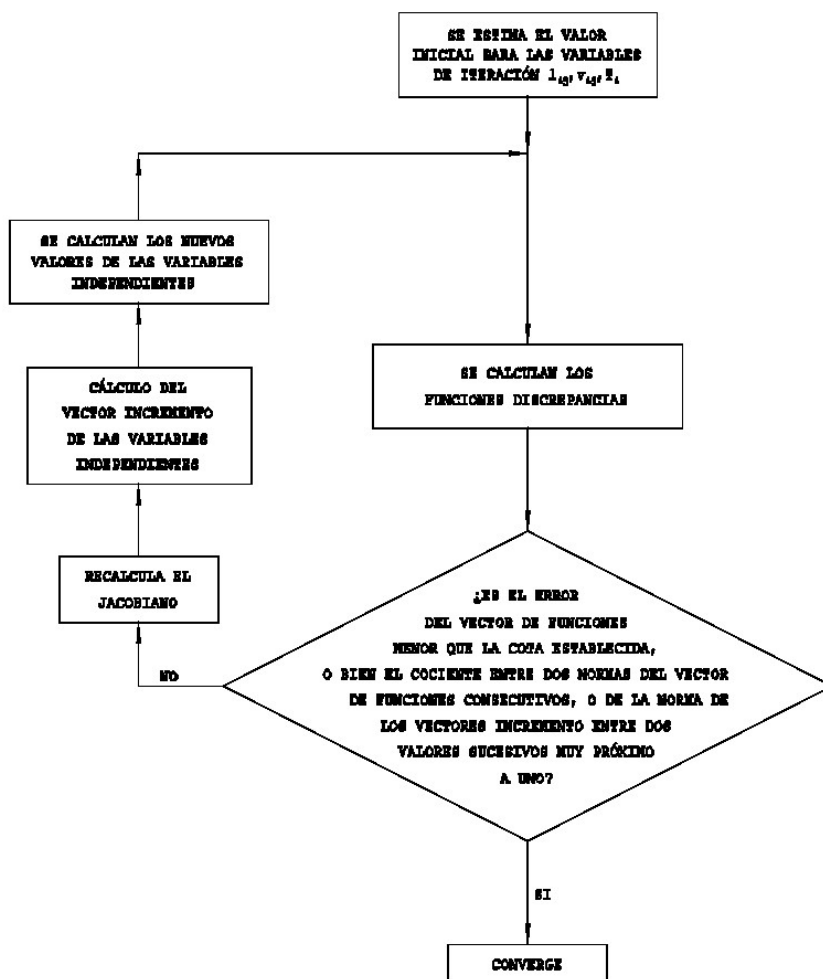 SE ESTIMA EL VALOR
INICIAL PARA LAS VARIABLES
DE ITERACIÓN l_ij, v_ij, T_i
SE CALCULAN LOS NUEVOS
VALORES DE LAS VARIABLES
INDEPENDIENTES
SE CALCULAN LOS
FUNCIONES DISCREPANCIAS
CÁLCULO DEL
VECTOR INCREMENTO
DE LAS VARIABLES
INDEPENDIENTES
RECALCULA EL
JACOBIANO
¿ES EL ERROR
DEL VECTOR DE FUNCIONES
MENOR QUE LA COTA ESTABLECIDA,
O BIEN EL COCIENTE ENTRE DOS NORMAS DEL VECTOR
DE FUNCIONES CONSECUTIVOS, O DE LA NORMA DE
LOS VECTORES INCREMENTO ENTRE DOS
VALORES SUCESIVOS MUY PRÓXIMO
A UNO?
NO
SI
CONVERGE